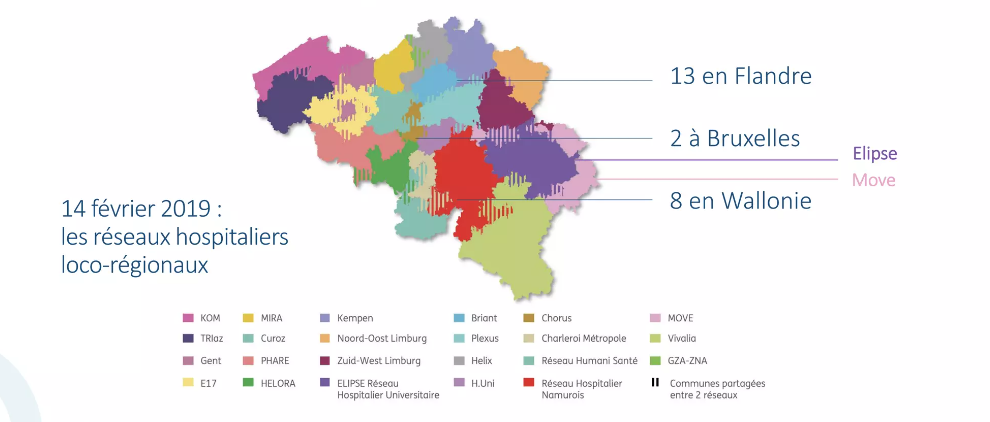 13 en Flandre
2 à Bruxelles
Elipse
Move
8 en Wallonie
14 février 2019 :
les réseaux hospitaliers
loco-régionaux
KOM
MIRA
Kempen
Briant
Chorus
MOVE
TRIaz
Curoz
Noord-Oost Limburg
Plexus
Charleroi Métropole
Vivalia
Gent
PHARE
Zuid-West Limburg
Helix
Réseau Humani Santé
GZA-ZNA
E17
HELORA
ELIPSE Réseau
Hospitalier Universitaire
H.Uni
Réseau Hospitalier
Namurois
Communes partagées
entre 2 réseaux